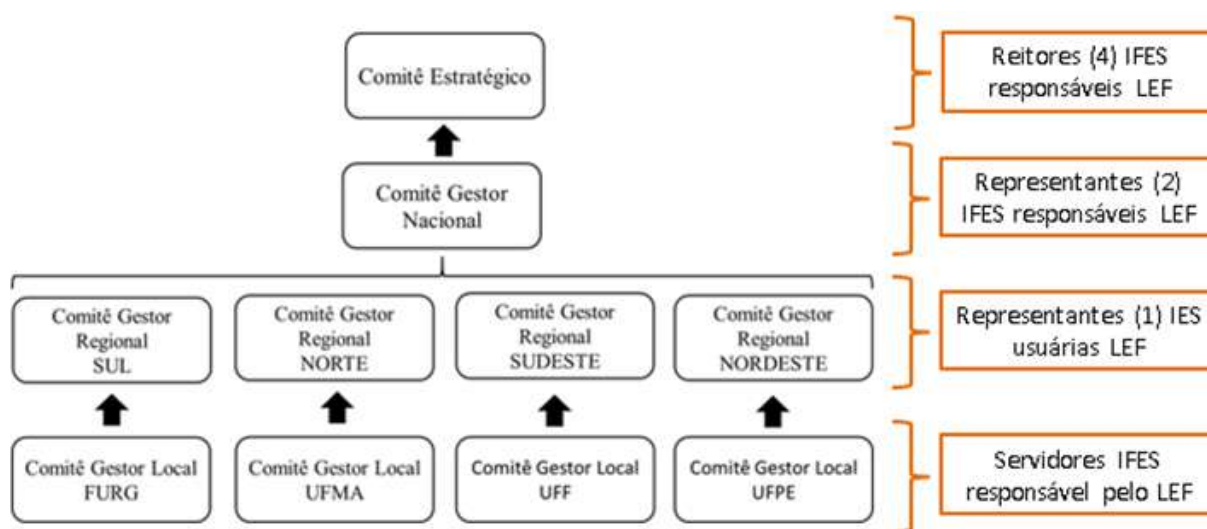 Comitê Estratégico
Reitores (4) IFES
responsáveis LEF
Comitê Gestor
Nacional
Representantes (2)
IFES responsáveis LEF
Comitê Gestor
Regional
SUL
Comitê Gestor
Regional
NORTE
Comitê Gestor
Regional
SUDESTE
Comitê Gestor
Regional
NORDESTE
Representantes (1) IES
usuárias LEF
Comitê Gestor Local
FURG
Comitê Gestor Local
UFMA
Comitê Gestor Local
UFF
Comitê Gestor Local
UFPE
Servidores IFES
responsável pelo LEF